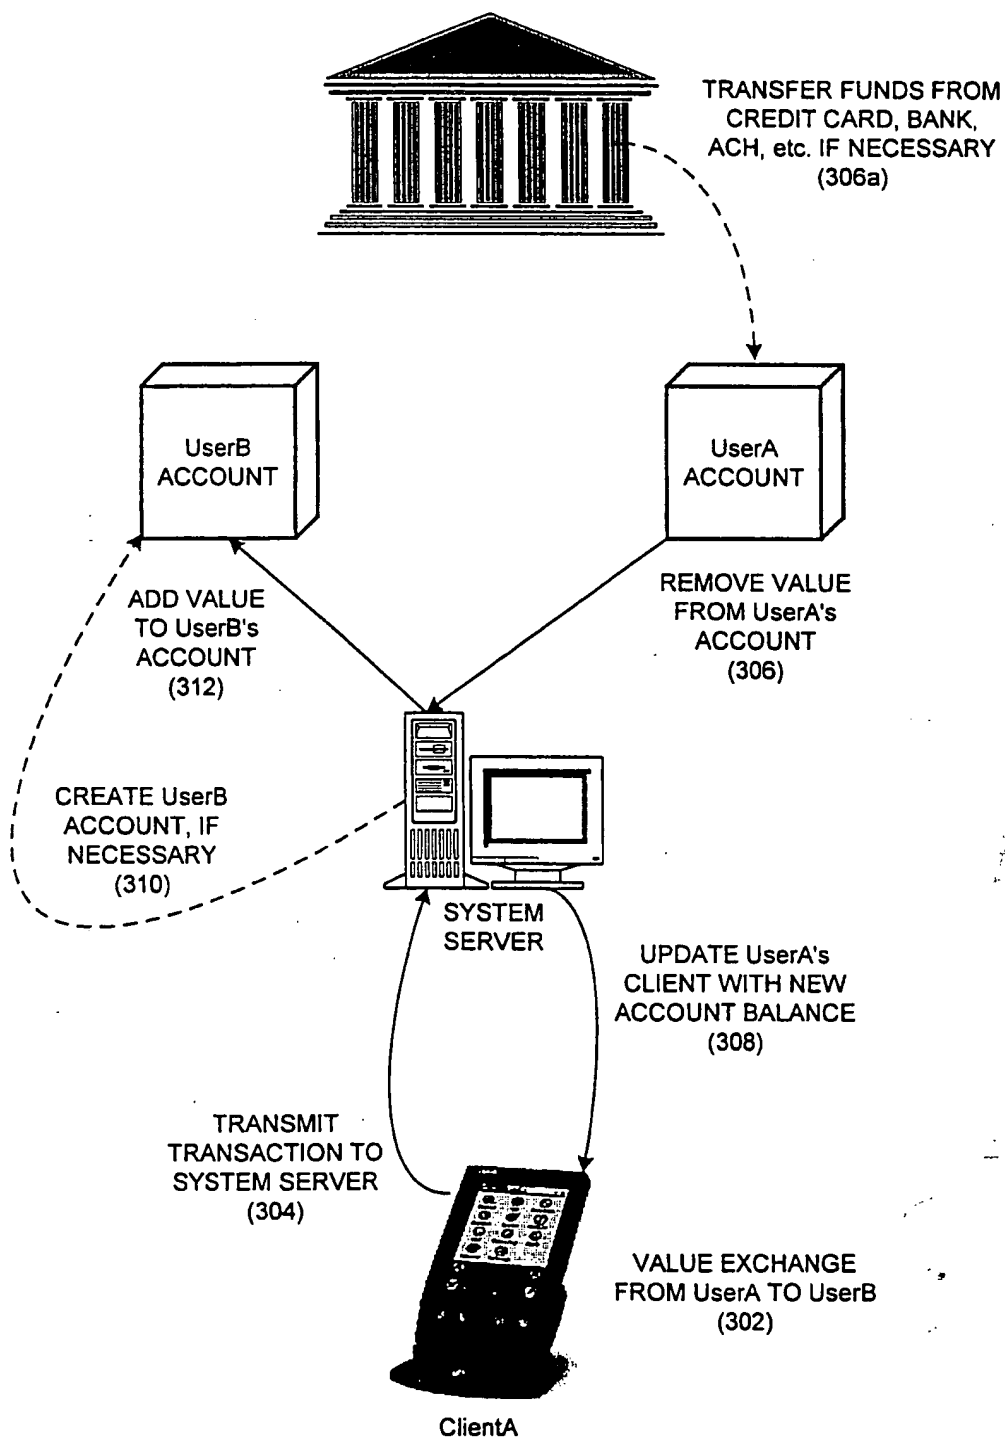 TRANSFER FUNDS FROM
CREDIT CARD, BANK,
ACH, etc. IF NECESSARY
(306a)
UserB
ACCOUNT
UserA
ACCOUNT
ADD VALUE
TO UserB's
ACCOUNT
(312)
REMOVE VALUE
FROM UserA's
ACCOUNT
(306)
CREATE UserB
ACCOUNT, IF
NECESSARY
(310)
SYSTEM
SERVER
UPDATE UserA's
CLIENT WITH NEW
ACCOUNT BALANCE
(308)
TRANSMIT
TRANSACTION TO
SYSTEM SERVER
(304)
VALUE EXCHANGE
FROM UserA TO UserB
(302)
ClientA